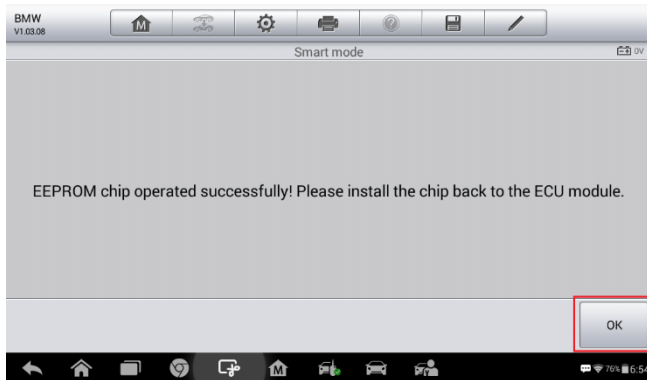 BMW
V1.03.08
M
Smart mode
0V
EEPROM chip operated successfully! Please install the chip back to the ECU module.
OK
M
76% 6:54